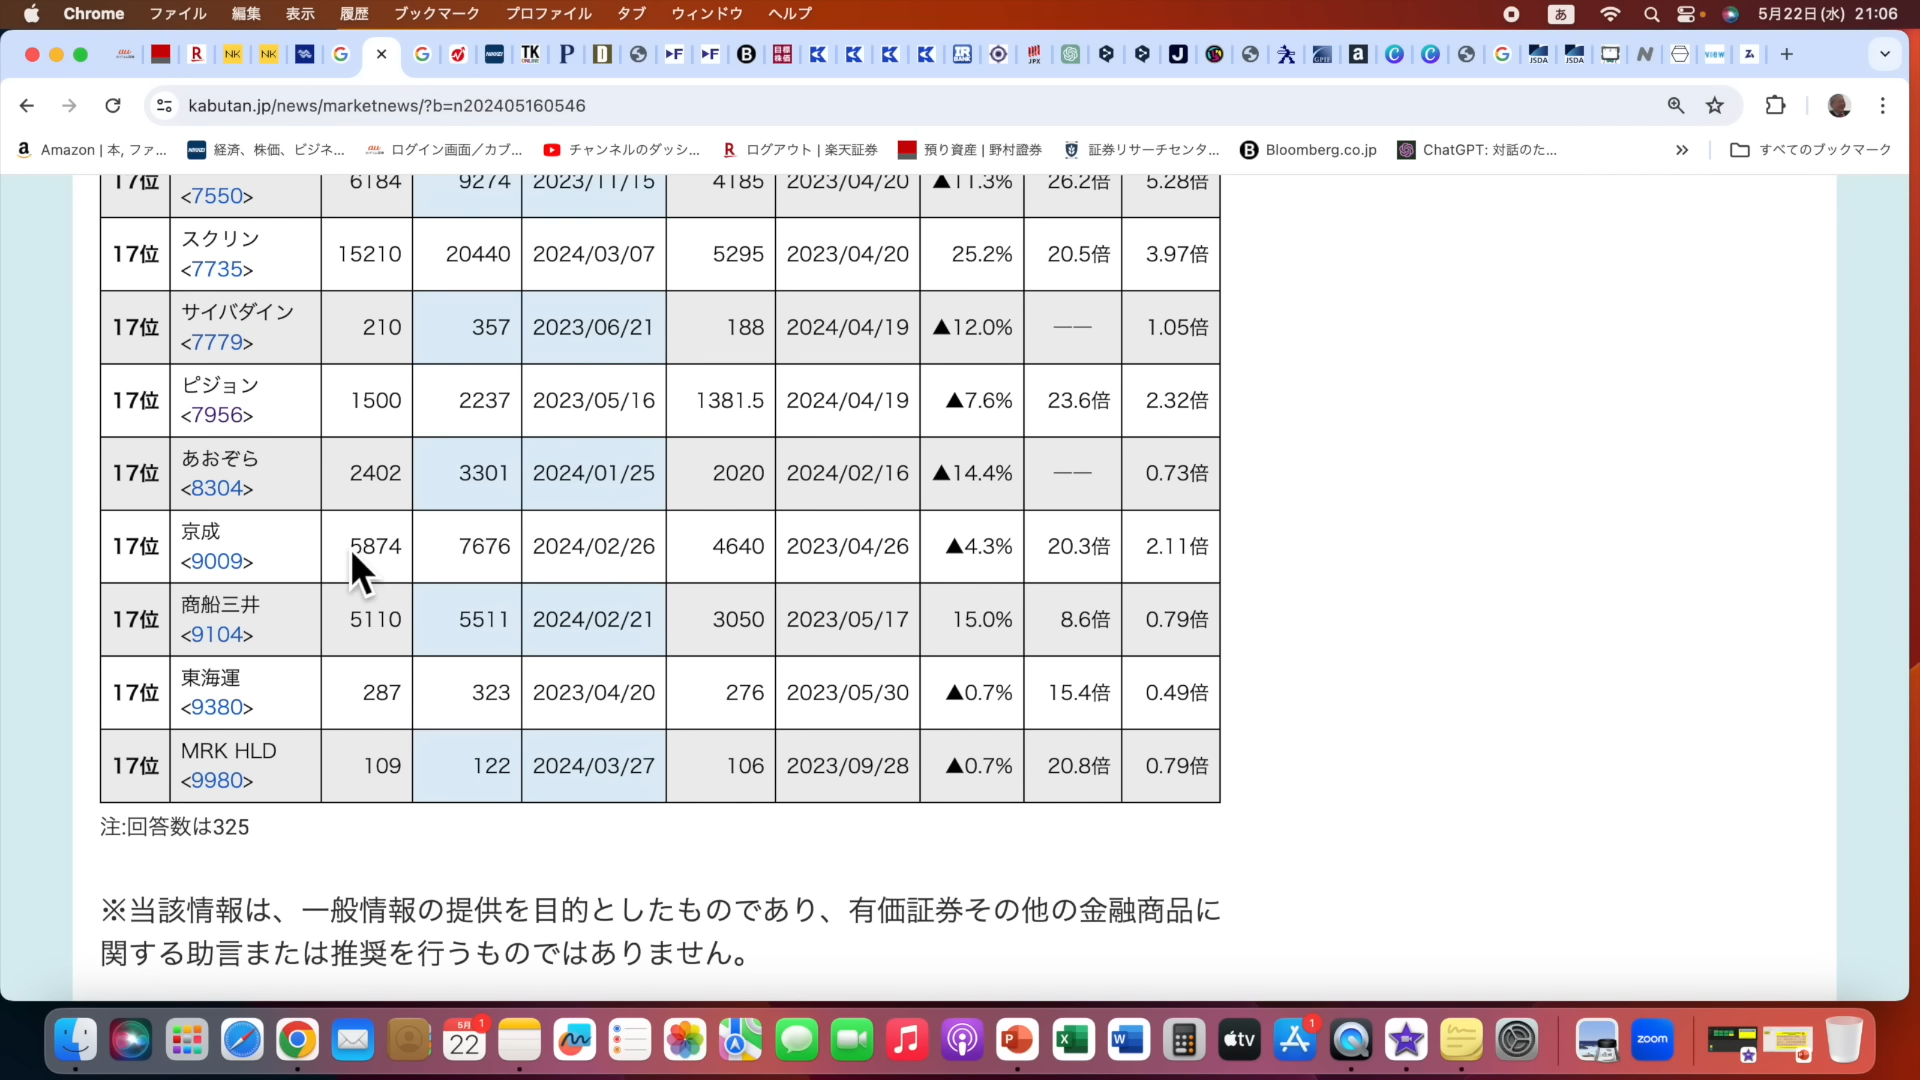 Chrome ファイル 編集 表示 履歴 ブックマーク プロファイル タブ ウィンドウ ヘルプ あ 5月22日(水) 21:06
kabutan.jp/news/marketnews/?b=n202405160546
Amazon | 本, ファ... 経済、株価、ビジネ... ログイン画面／カブ... チャンネルのダッシ... ログアウト | 楽天証券 預り資産 | 野村證券 証券リサーチセンタ... Bloomberg.co.jp ChatGPT: 対話のた... » すべてのブックマーク
17位 <7550> 6184 9274 2023/11/15 4185 2023/04/20 ▲11.3% 26.2倍 5.28倍
17位 スクリン <7735> 15210 20440 2024/03/07 5295 2023/04/20 25.2% 20.5倍 3.97倍
17位 サイバダイン <7779> 210 357 2023/06/21 188 2024/04/19 ▲12.0% ―― 1.05倍
17位 ピジョン <7956> 1500 2237 2023/05/16 1381.5 2024/04/19 ▲7.6% 23.6倍 2.32倍
17位 あおぞら <8304> 2402 3301 2024/01/25 2020 2024/02/16 ▲14.4% ―― 0.73倍
17位 京成 <9009> 5874 7676 2024/02/26 4640 2023/04/26 ▲4.3% 20.3倍 2.11倍
17位 商船三井 <9104> 5110 5511 2024/02/21 3050 2023/05/17 15.0% 8.6倍 0.79倍
17位 東海運 <9380> 287 323 2023/04/20 276 2023/05/30 ▲0.7% 15.4倍 0.49倍
17位 MRK HLD <9980> 109 122 2024/03/27 106 2023/09/28 ▲0.7% 20.8倍 0.79倍
注:回答数は325
※当該情報は、一般情報の提供を目的としたものであり、有価証券その他の金融商品に
関する助言または推奨を行うものではありません。
5月 1 22 tv 1 zoom